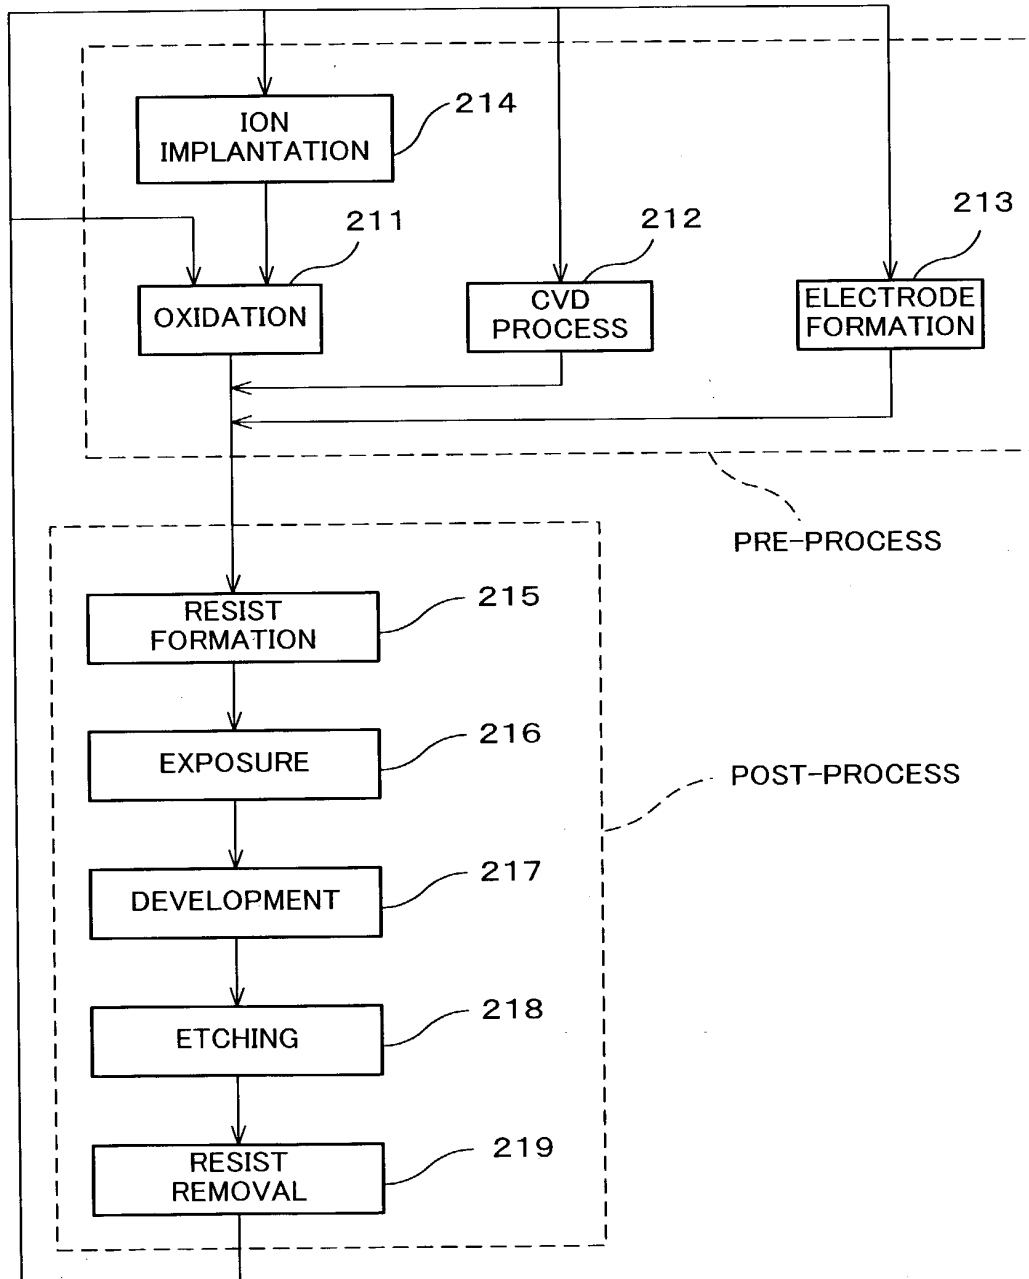 ION
IMPLANTATION
214
211
212
213
OXIDATION
CVD
PROCESS
ELECTRODE
FORMATION
PRE-PROCESS
RESIST
FORMATION
215
EXPOSURE
216
POST-PROCESS
DEVELOPMENT
217
ETCHING
218
RESIST
REMOVAL
219